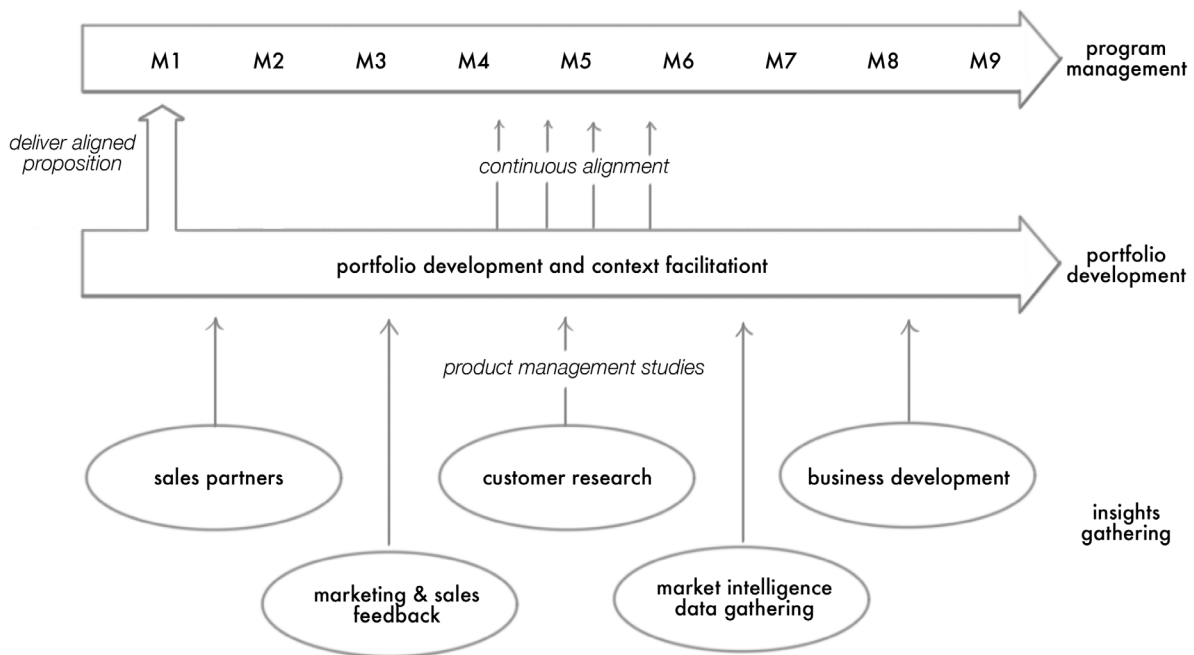 M1 M2 M3 M4 M5 M6 M7 M8 M9
program
management
deliver aligned
proposition
continuous alignment
portfolio development and context facilitationt
portfolio
development
product management studies
sales partners
customer research
business development
insights
gathering
marketing & sales
feedback
market intelligence
data gathering